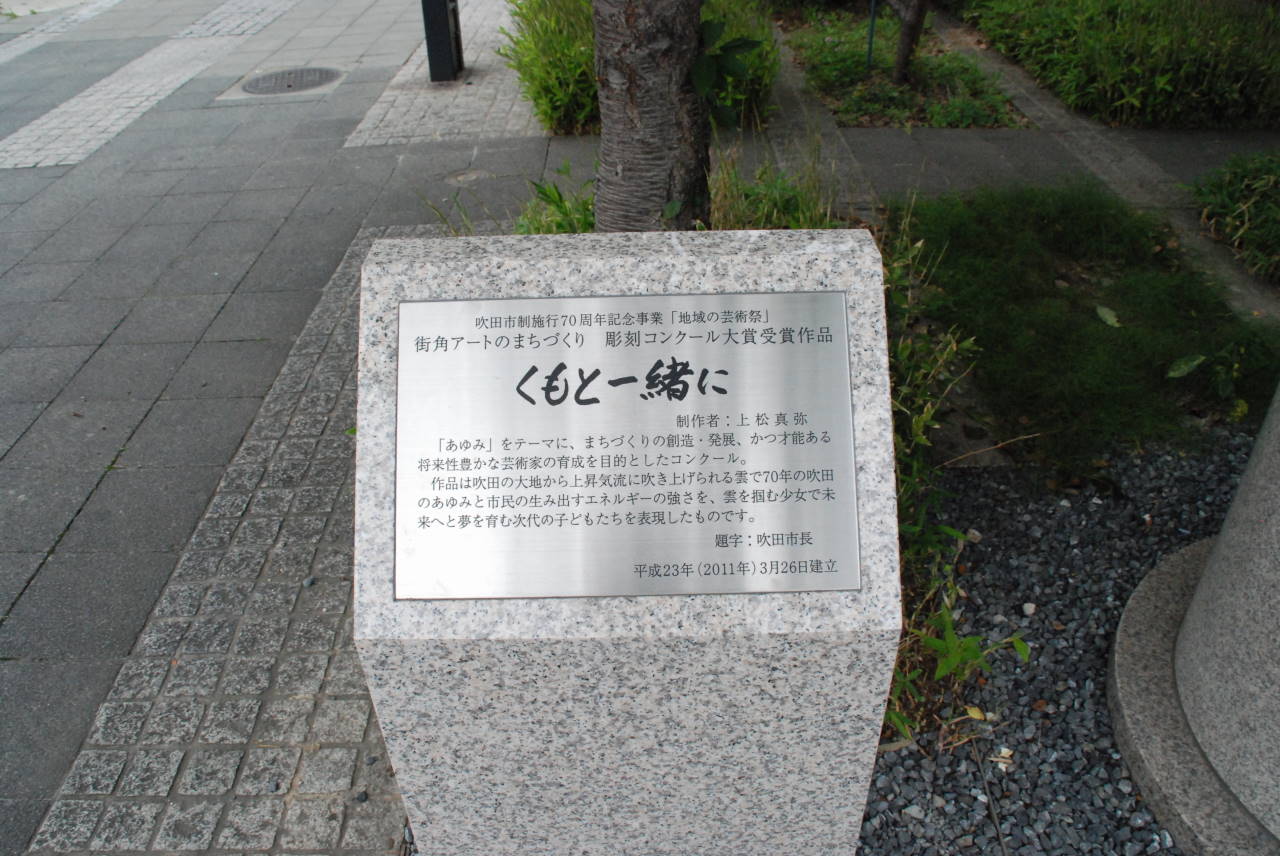 吹田市制施行70周年記念事業「地域の芸術祭」
街角アートのまちづくり　彫刻コンクール大賞受賞作品
くもと一緒に
制作者：上松真弥
「あゆみ」をテーマに、まちづくりの創造・発展、かつ才能ある
将来性豊かな芸術家の育成を目的としたコンクール。
作品は吹田の大地から上昇気流に吹き上げられる雲で70年の吹田
のあゆみと市民の生み出すエネルギーの強さを、雲を掴む少女で未
来へと夢を育む次代の子どもたちを表現したものです。
題字：吹田市長
平成23年（2011年）3月26日建立